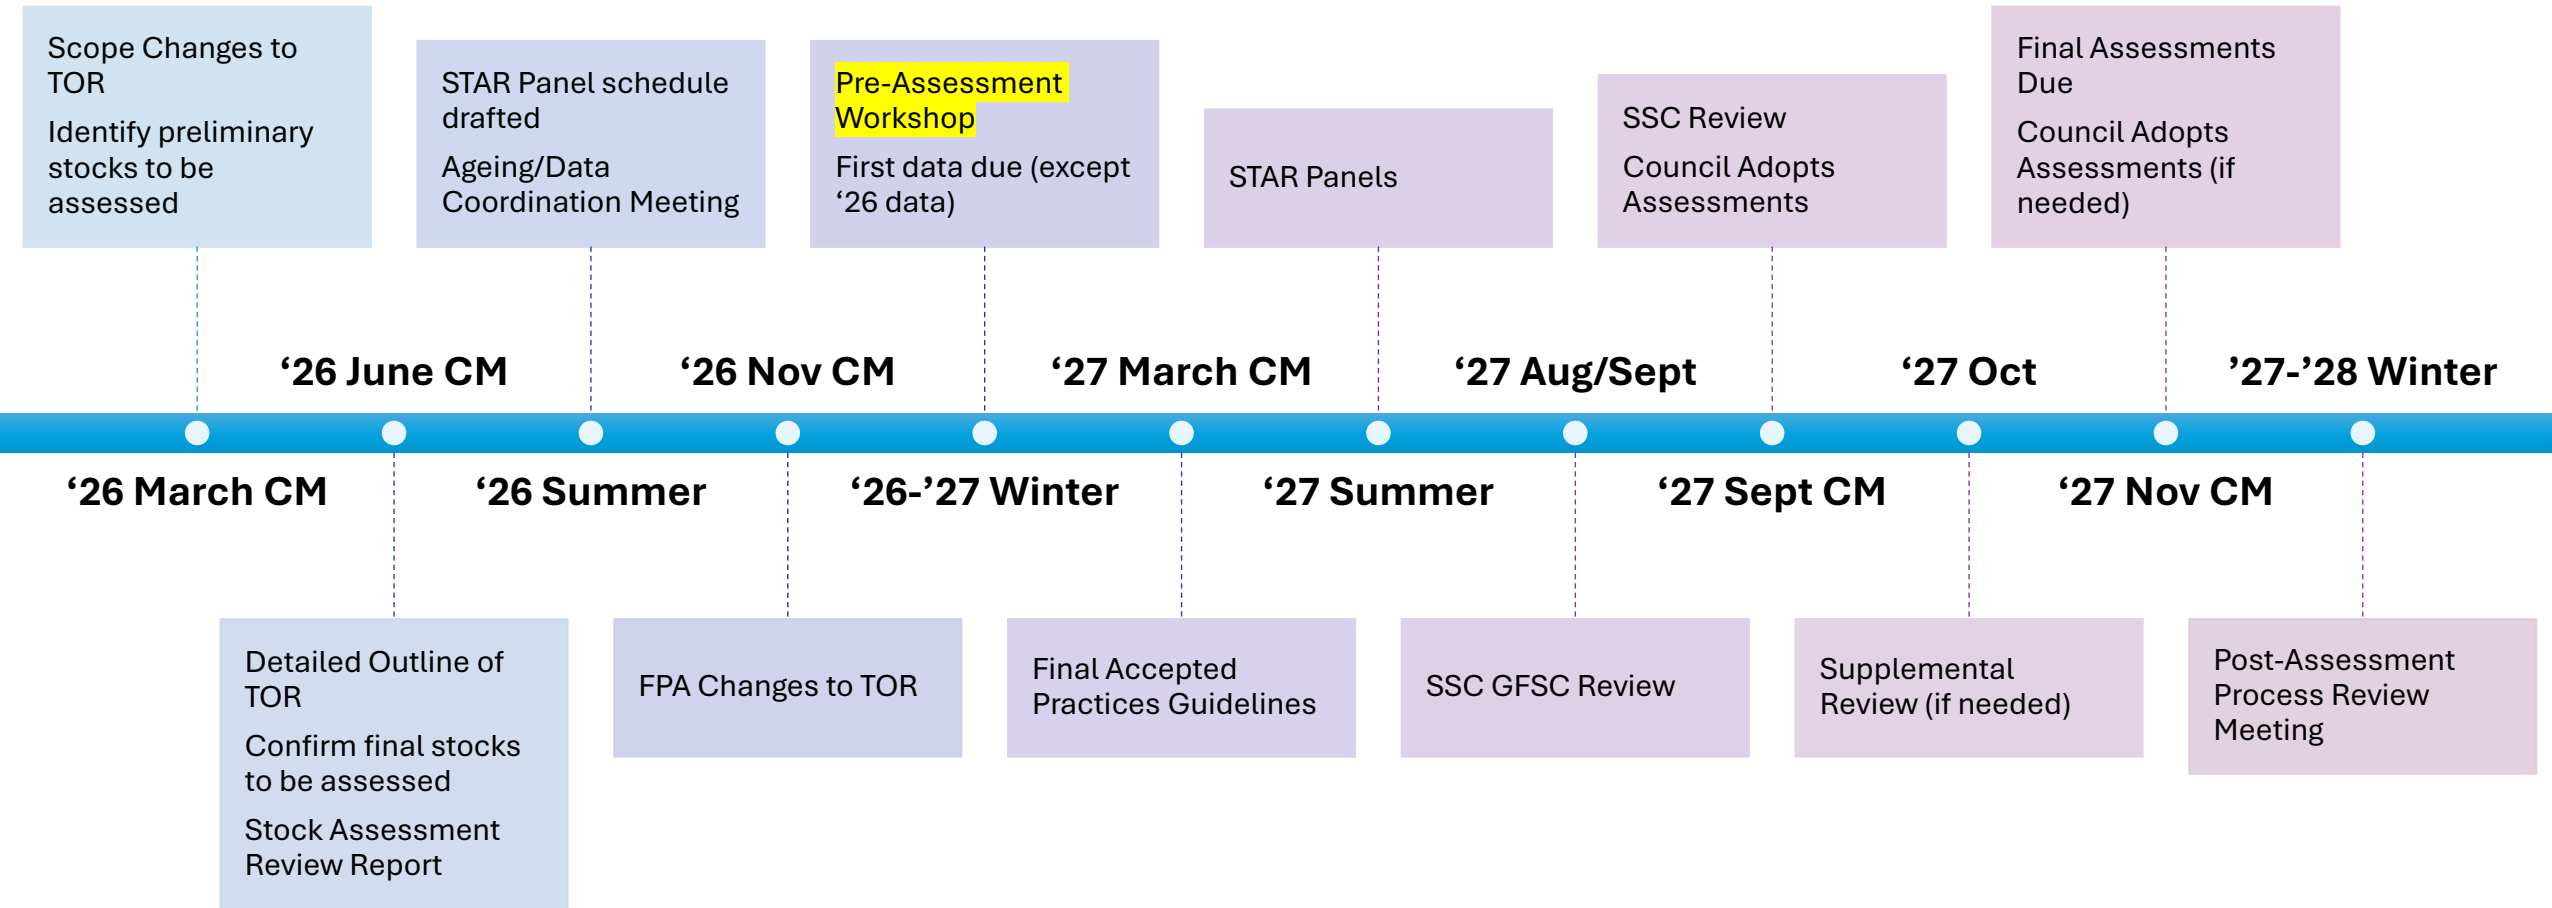 Scope Changes to
TOR
Identify preliminary
stocks to be
assessed
STAR Panel schedule
drafted
Ageing/Data
Coordination Meeting
Pre-Assessment
Workshop
First data due (except
‘26 data)
STAR Panels
SSC Review
Council Adopts
Assessments
Final Assessments
Due
Council Adopts
Assessments (if
needed)
‘26 June CM
‘26 Nov CM
‘27 March CM
‘27 Aug/Sept
‘27 Oct
’27-’28 Winter
‘26 March CM
‘26 Summer
‘26-’27 Winter
‘27 Summer
‘27 Sept CM
‘27 Nov CM
Detailed Outline of
TOR
Confirm final stocks
to be assessed
Stock Assessment
Review Report
FPA Changes to TOR
Final Accepted
Practices Guidelines
SSC GFSC Review
Supplemental
Review (if needed)
Post-Assessment
Process Review
Meeting